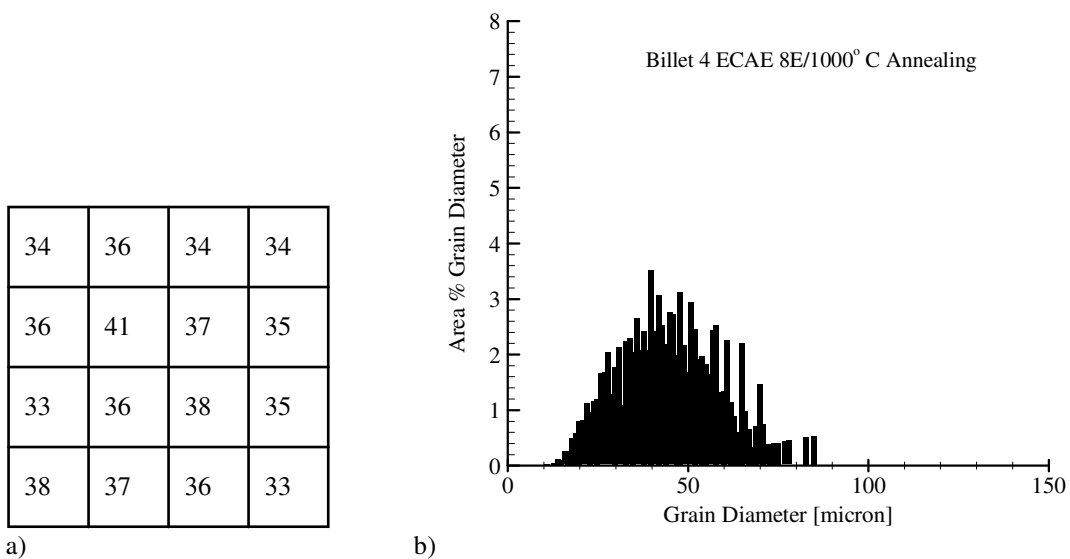 34 36 34 34
36 41 37 35
33 36 38 35
38 37 36 33
a)
8
7
6
5
4
3
2
1
0
Area % Grain Diameter
Billet 4 ECAE 8E/1000° C Annealing
0 50 100 150
Grain Diameter [micron]
b)